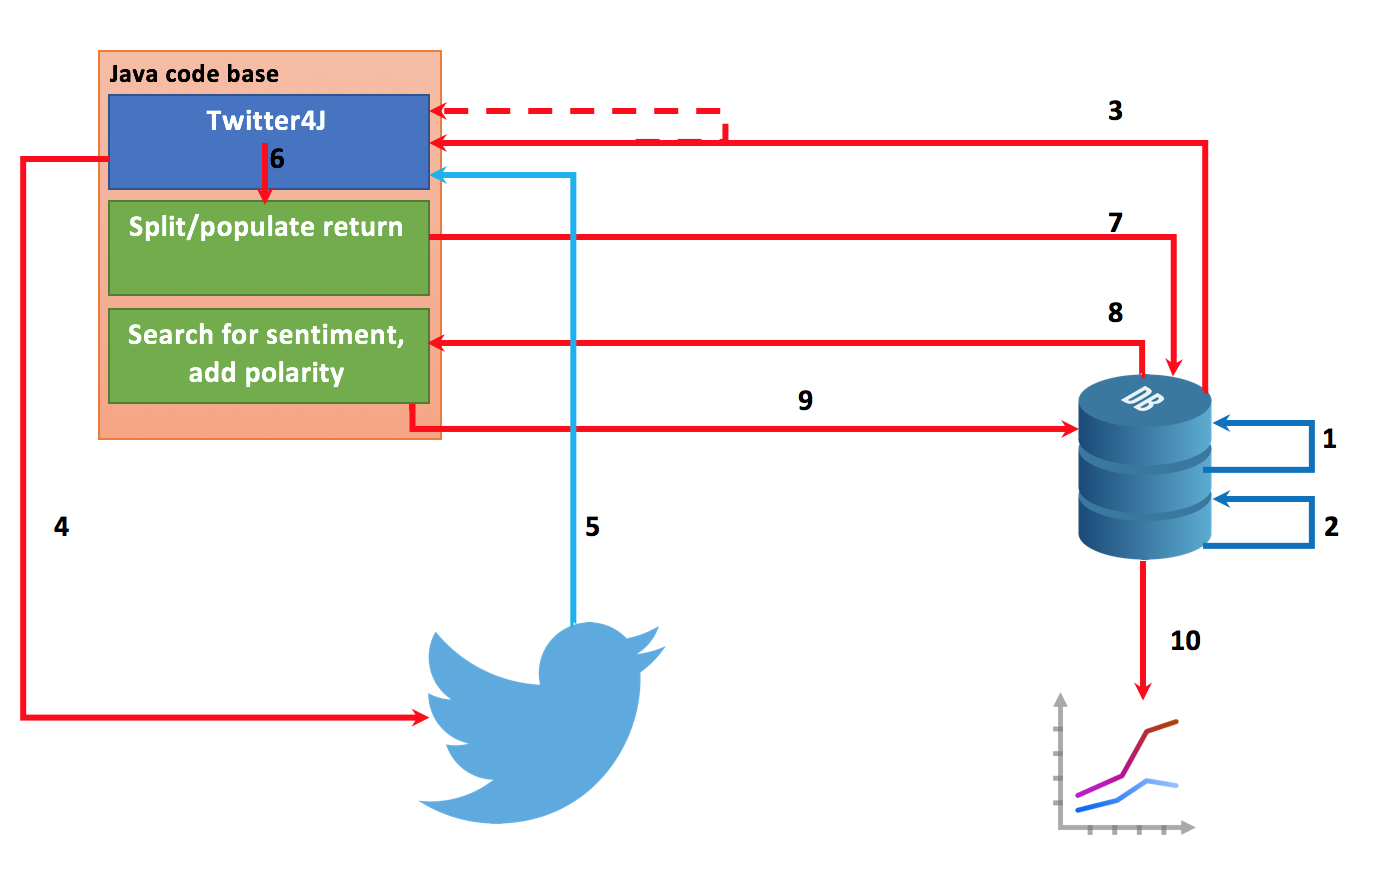 Java code base
Twitter4J
6
Split/populate return
Search for sentiment,
add polarity
3
7
8
9
DB
1
2
4
5
10